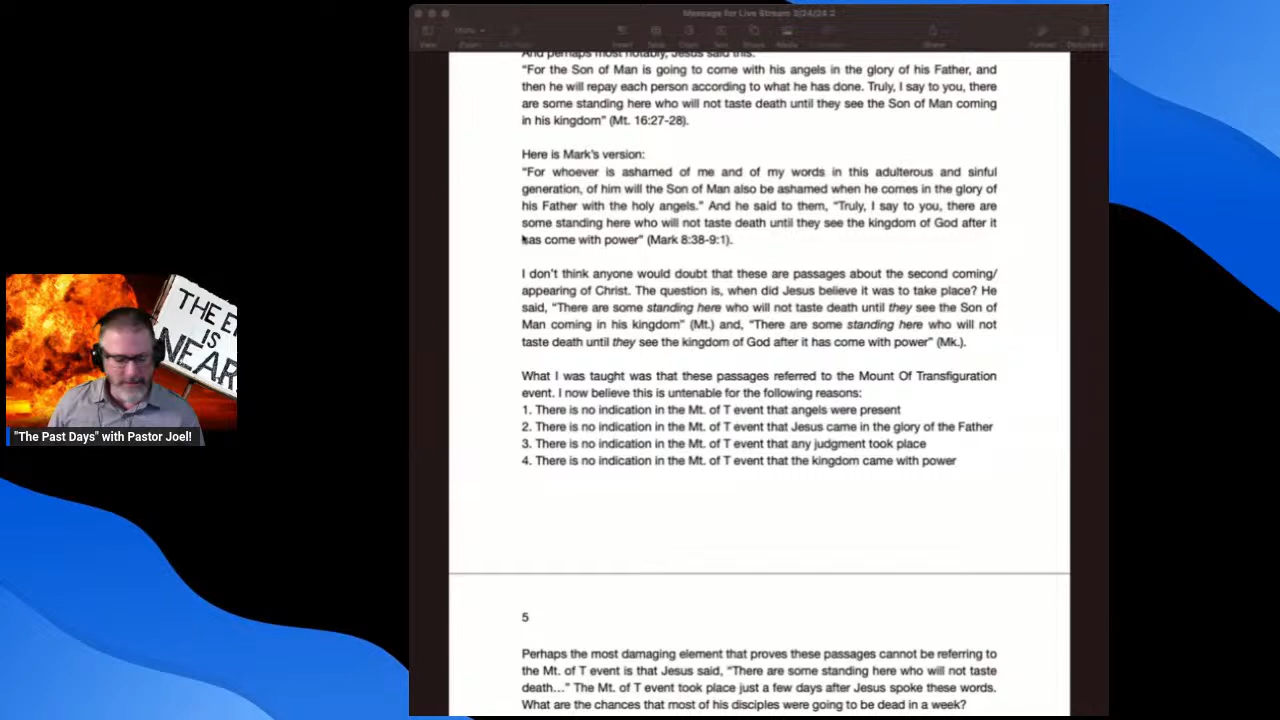 Message for Live Stream 2/24/24 2
And perhaps most notably, Jesus said this:
“For the Son of Man is going to come with his angels in the glory of his Father, and
then he will repay each person according to what he has done. Truly, I say to you, there
are some standing here who will not taste death until they see the Son of Man coming
in his kingdom” (Mt. 16:27-28).
Here is Mark’s version:
“For whoever is ashamed of me and of my words in this adulterous and sinful
generation, of him will the Son of Man also be ashamed when he comes in the glory of
his Father with the holy angels.” And he said to them, “Truly, I say to you, there are
some standing here who will not taste death until they see the kingdom of God after it
has come with power” (Mark 8:38-9:1).
I don’t think anyone would doubt that these are passages about the second coming/
appearing of Christ. The question is, when did Jesus believe it was to take place? He
said, “There are some standing here who will not taste death until they see the Son of
Man coming in his kingdom” (Mt.) and, “There are some standing here who will not
taste death until they see the kingdom of God after it has come with power” (Mk.).
What I was taught was that these passages referred to the Mount Of Transfiguration
event. I now believe this is untenable for the following reasons:
1. There is no indication in the Mt. of T event that angels were present
2. There is no indication in the Mt. of T event that Jesus came in the glory of the Father
3. There is no indication in the Mt. of T event that any judgment took place
4. There is no indication in the Mt. of T event that the kingdom came with power
5
Perhaps the most damaging element that proves these passages cannot be referring to
the Mt. of T event is that Jesus said, “There are some standing here who will not taste
death…” The Mt. of T event took place just a few days after Jesus spoke these words.
What are the chances that most of his disciples were going to be dead in a week?
THE E
IS
NEAR
"The Past Days" with Pastor Joel!